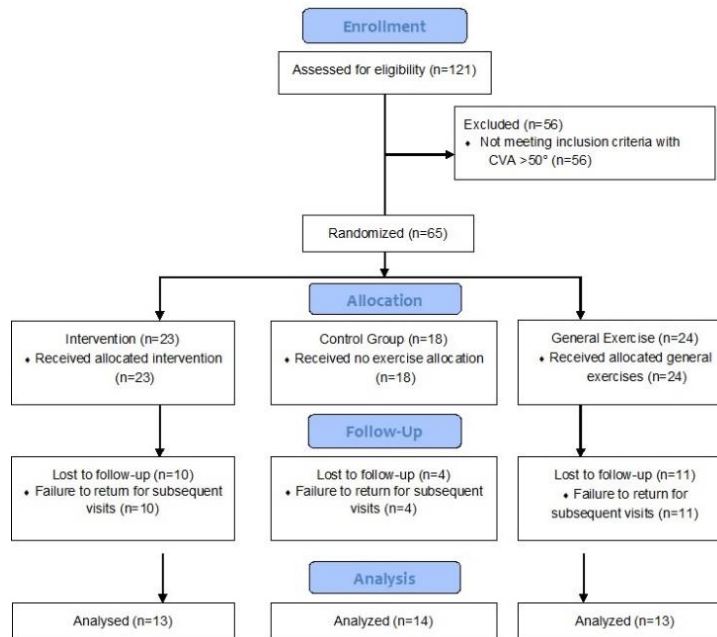 Enrollment
Assessed for eligibility (n=121)
Excluded (n=56)
♦ Not meeting inclusion criteria with
CVA >50° (n=56)
Randomized (n=65)
Allocation
Intervention (n=23)
♦ Received allocated intervention
(n=23)
Control Group (n=18)
♦ Received no exercise allocation
(n=18)
General Exercise (n=24)
♦ Received allocated general
exercises (n=24)
Follow-Up
Lost to follow-up (n=10)
♦ Failure to return for subsequent
visits (n=10)
Lost to follow-up (n=4)
♦ Failure to return for subsequent
visits (n=4)
Lost to follow-up (n=11)
♦ Failure to return for
subsequent visits (n=11)
Analysis
Analysed (n=13)
Analyzed (n=14)
Analyzed (n=13)